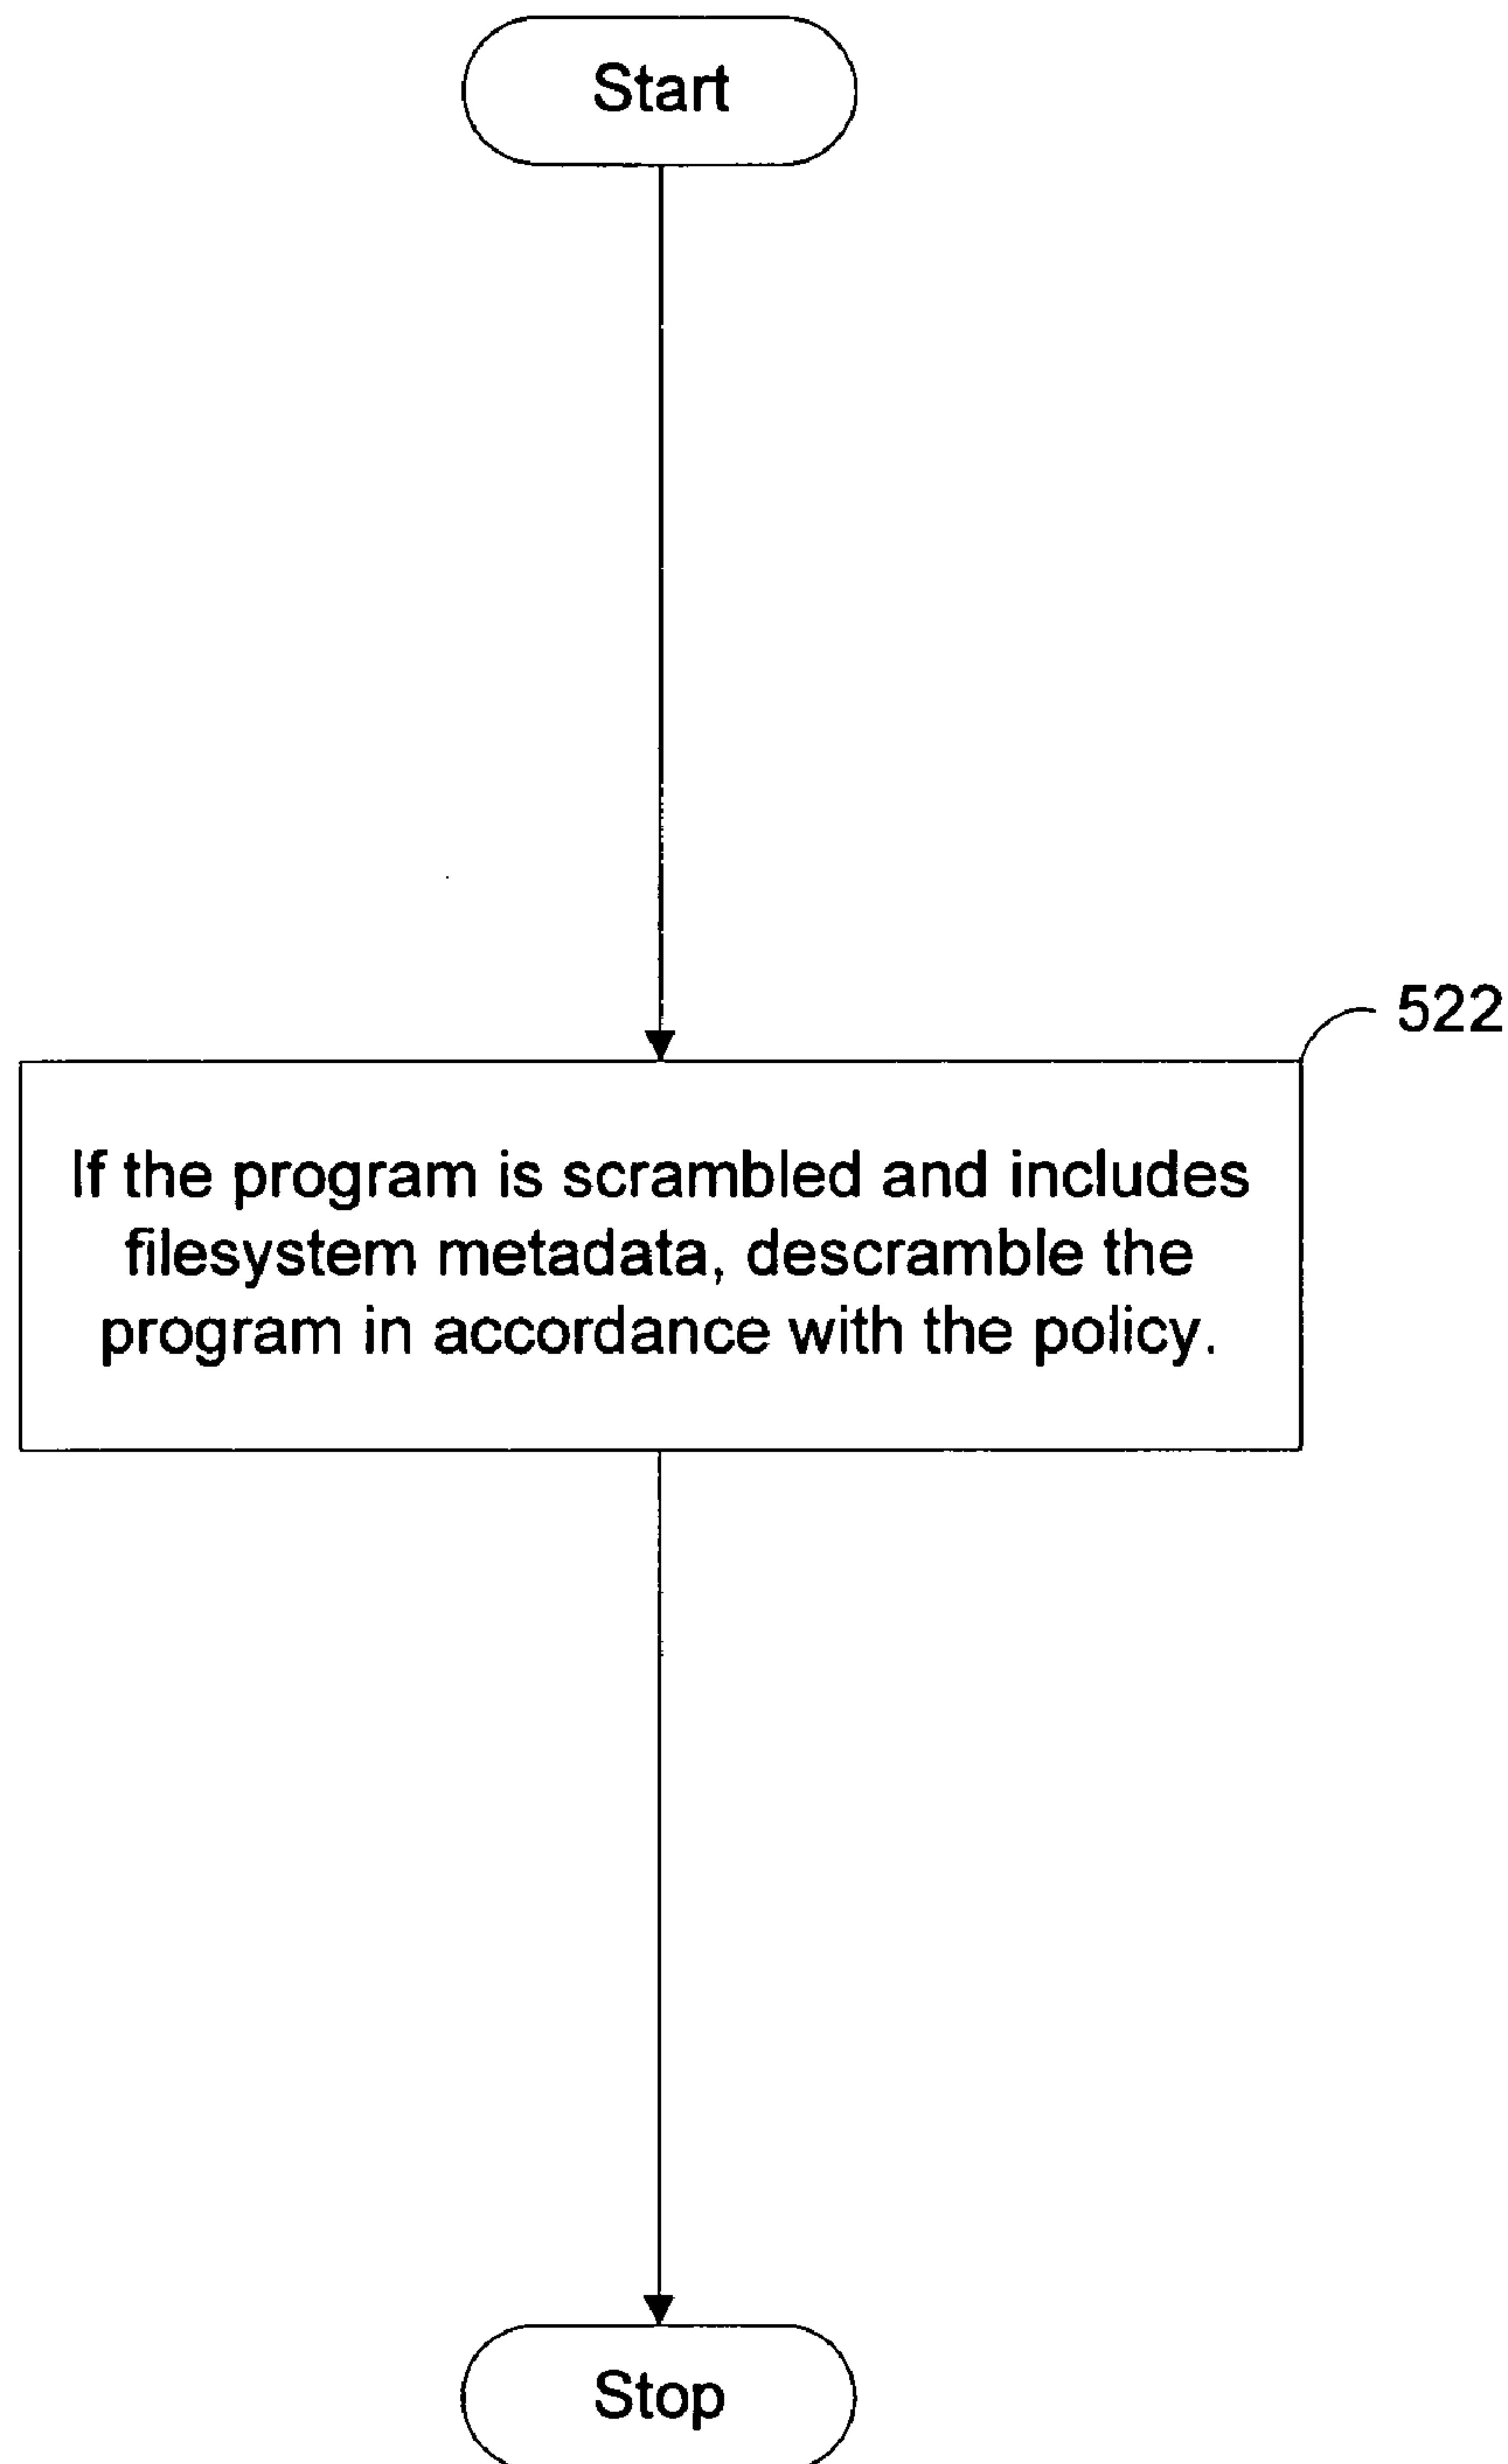 Start
522
If the program is scrambled and includes
filesystem metadata, descramble the
program in accordance with the policy.
Stop